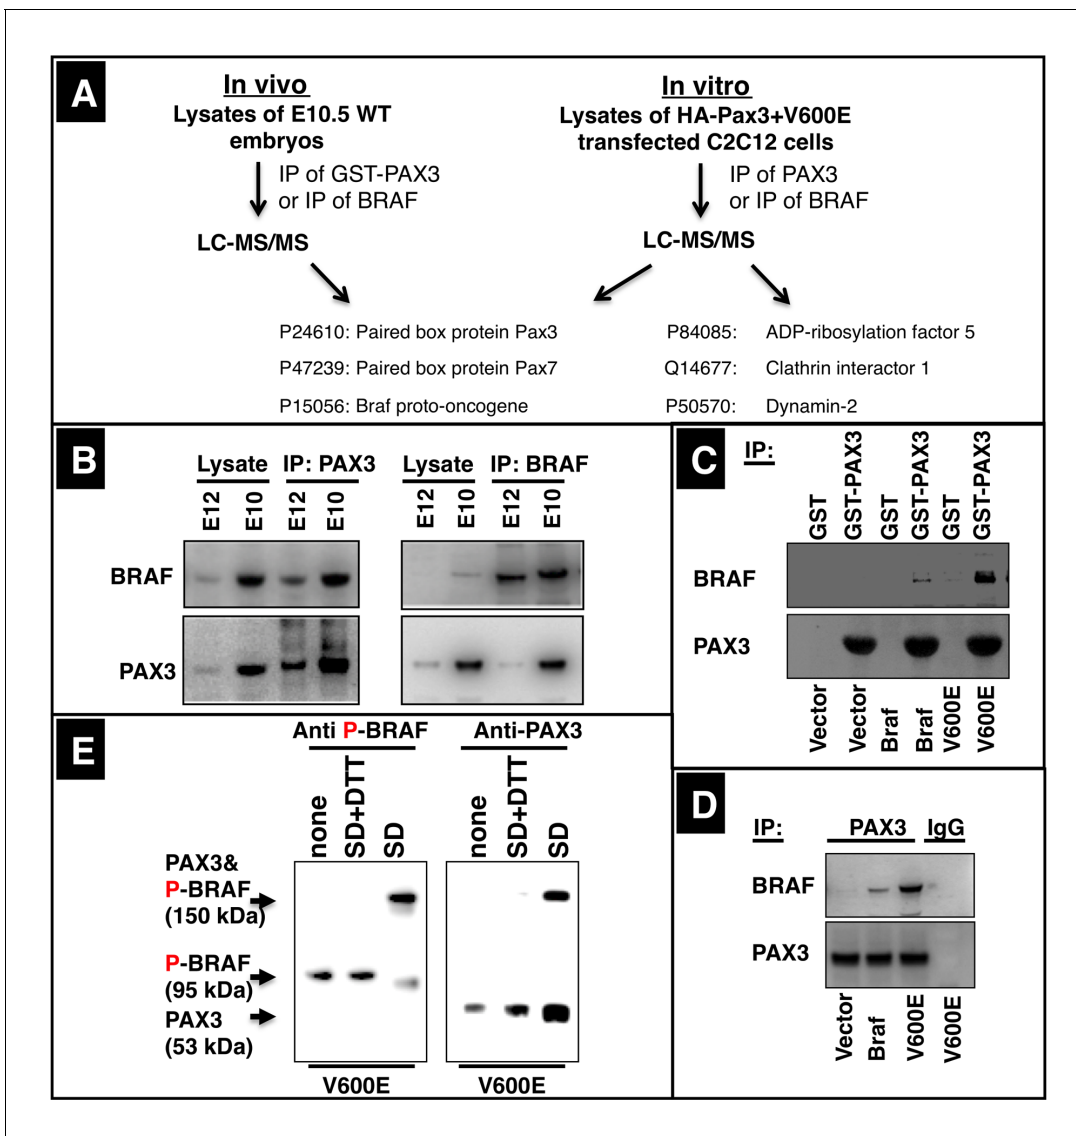 A
In vivo
Lysates of E10.5 WT
embryos
IP of GST-PAX3
or IP of BRAF
LC-MS/MS
In vitro
Lysates of HA-Pax3+V600E
transfected C2C12 cells
IP of PAX3
or IP of BRAF
LC-MS/MS
P24610: Paired box protein Pax3
P47239: Paired box protein Pax7
P15056: Braf proto-oncogene
P84085: ADP-ribosylation factor 5
Q14677: Clathrin interactor 1
P50570: Dynamin-2
B
Lysate IP: PAX3
E12 E10 E12 E10
Lysate IP: BRAF
E12 E10 E12 E10
BRAF
PAX3
C
IP:
GST GST-PAX3 GST GST-PAX3 GST GST-PAX3
BRAF
PAX3
Vector Vector Braf Braf V600E V600E
E
Anti P-BRAF
none SD+DTT SD
Anti-PAX3
none SD+DTT SD
PAX3&
P-BRAF
(150 kDa)
P-BRAF
(95 kDa)
PAX3
(53 kDa)
V600E
V600E
D
IP: PAX3 IgG
BRAF
PAX3
Vector Braf V600E V600E